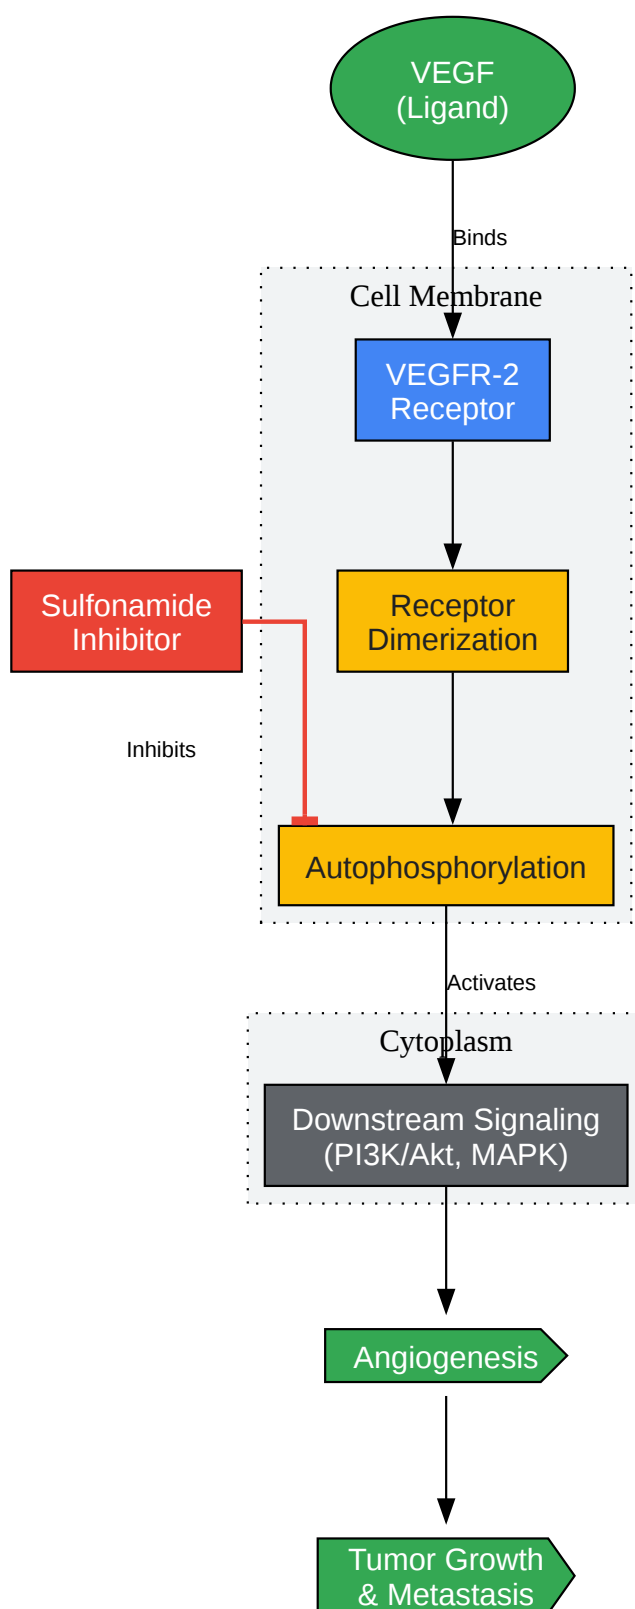 VEGF
(Ligand)
Binds
Cell Membrane
VEGFR-2
Receptor
Sulfonamide
Inhibitor
Receptor
Dimerization
Inhibits
Autophosphorylation
Activates
Cytoplasm
Downstream Signaling
(PI3K/Akt, MAPK)
Angiogenesis
Tumor Growth
& Metastasis